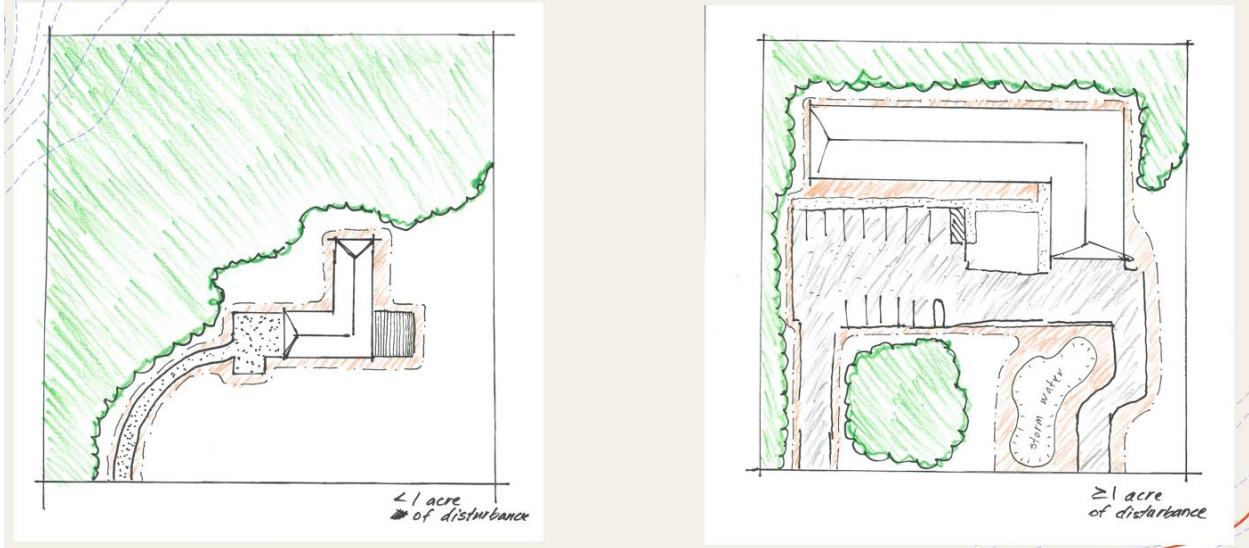 < 1 acre
of disturbance
storm water
≥1 acre
of disturbance